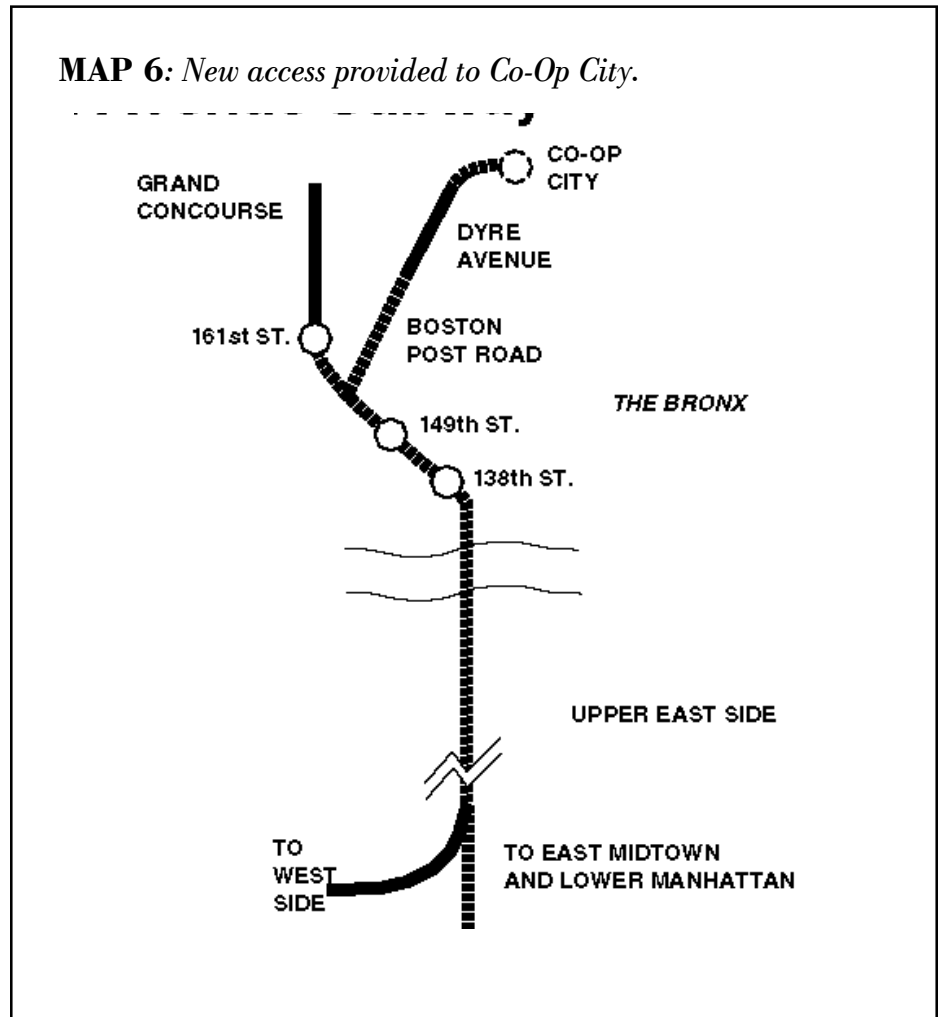 MAP 6: New access provided to Co-Op City.
CO-OP
CITY
GRAND
CONCOURSE
DYRE
AVENUE
161st ST.
BOSTON
POST ROAD
THE BRONX
149th ST.
138th ST.
UPPER EAST SIDE
TO
WEST
SIDE
TO EAST MIDTOWN
AND LOWER MANHATTAN